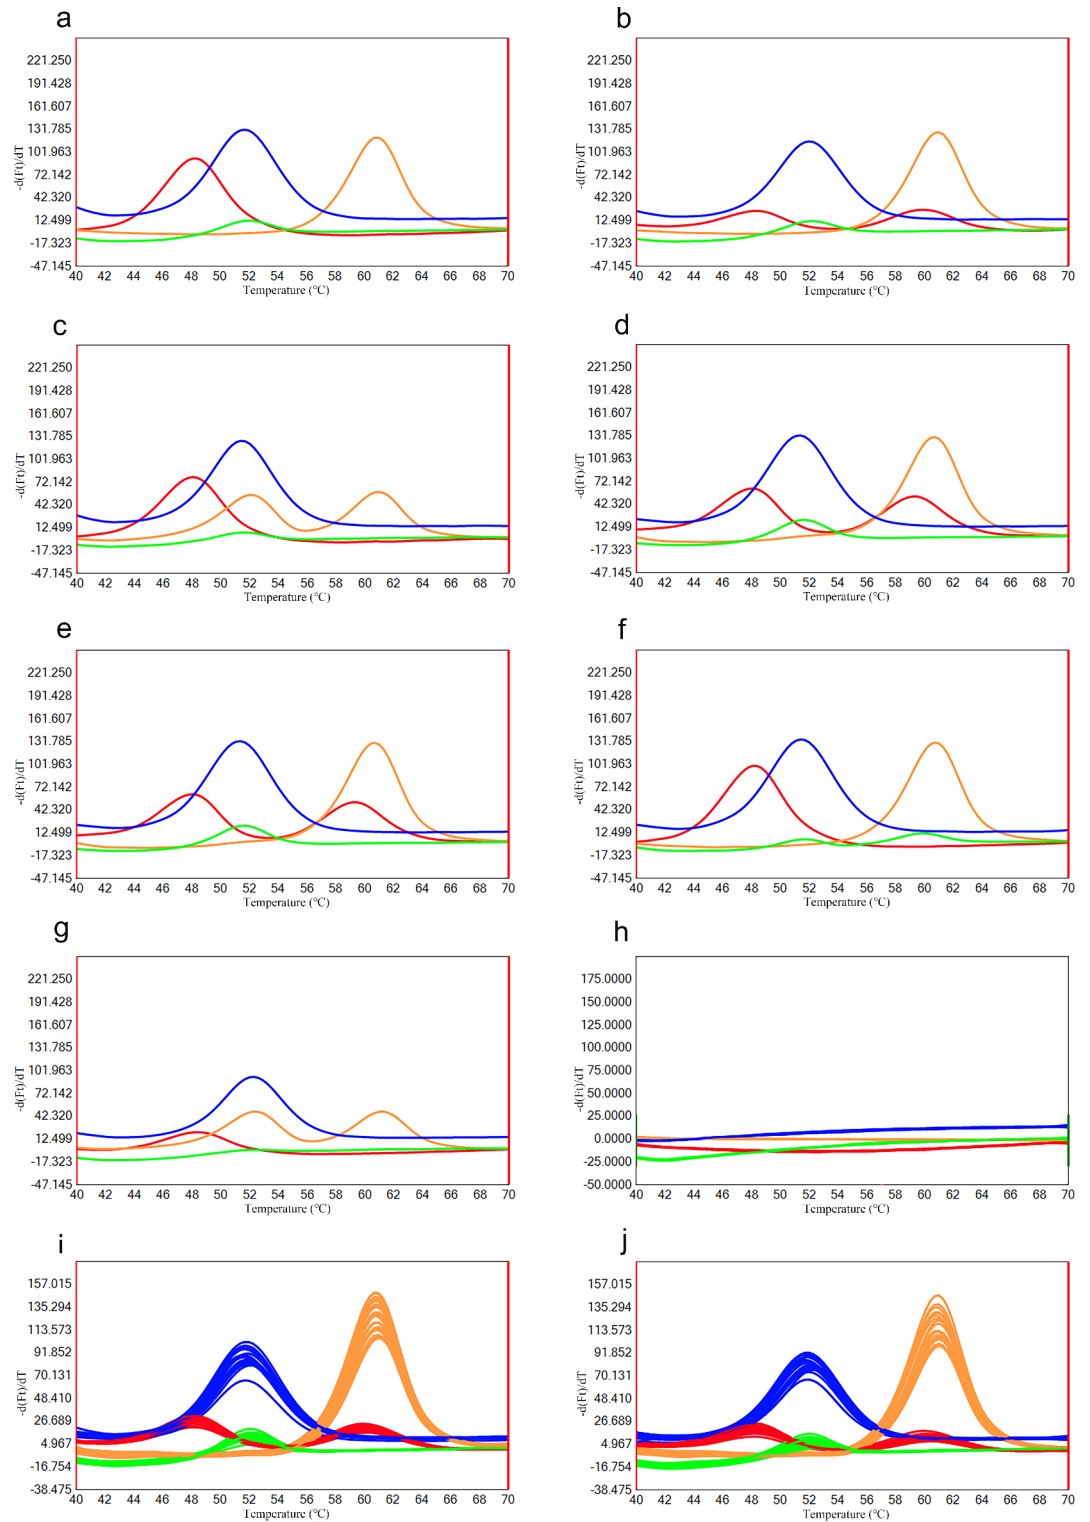 a
221.250
191.428
161.607
131.785
101.963
72.142
42.320
12.499
-17.323
-47.145
-d(Ft)/dT
40 42 44 46 48 50 52 54 56 58 60 62 64 66 68 70
Temperature (°C)
b
221.250
191.428
161.607
131.785
101.963
72.142
42.320
12.499
-17.323
-47.145
-d(Ft)/dT
40 42 44 46 48 50 52 54 56 58 60 62 64 66 68 70
Temperature (°C)
c
221.250
191.428
161.607
131.785
101.963
72.142
42.320
12.499
-17.323
-47.145
-d(Ft)/dT
40 42 44 46 48 50 52 54 56 58 60 62 64 66 68 70
Temperature (°C)
d
221.250
191.428
161.607
131.785
101.963
72.142
42.320
12.499
-17.323
-47.145
-d(Ft)/dT
40 42 44 46 48 50 52 54 56 58 60 62 64 66 68 70
Temperature (°C)
e
221.250
191.428
161.607
131.785
101.963
72.142
42.320
12.499
-17.323
-47.145
-d(Ft)/dT
40 42 44 46 48 50 52 54 56 58 60 62 64 66 68 70
Temperature (°C)
f
221.250
191.428
161.607
131.785
101.963
72.142
42.320
12.499
-17.323
-47.145
-d(Ft)/dT
40 42 44 46 48 50 52 54 56 58 60 62 64 66 68 70
Temperature (°C)
g
221.250
191.428
161.607
131.785
101.963
72.142
42.320
12.499
-17.323
-47.145
-d(Ft)/dT
40 42 44 46 48 50 52 54 56 58 60 62 64 66 68 70
Temperature (°C)
h
175.0000
150.0000
125.0000
100.0000
75.0000
50.0000
25.0000
0.0000
-25.0000
-50.0000
-d(Ft)/dT
40 42 44 46 48 50 52 54 56 58 60 62 64 66 68 70
Temperature (°C)
i
157.015
135.294
113.573
91.852
70.131
48.410
26.689
4.967
-16.754
-38.475
-d(Ft)/dT
40 42 44 46 48 50 52 54 56 58 60 62 64 66 68 70
Temperature (°C)
j
157.015
135.294
113.573
91.852
70.131
48.410
26.689
4.967
-16.754
-38.475
-d(Ft)/dT
40 42 44 46 48 50 52 54 56 58 60 62 64 66 68 70
Temperature (°C)